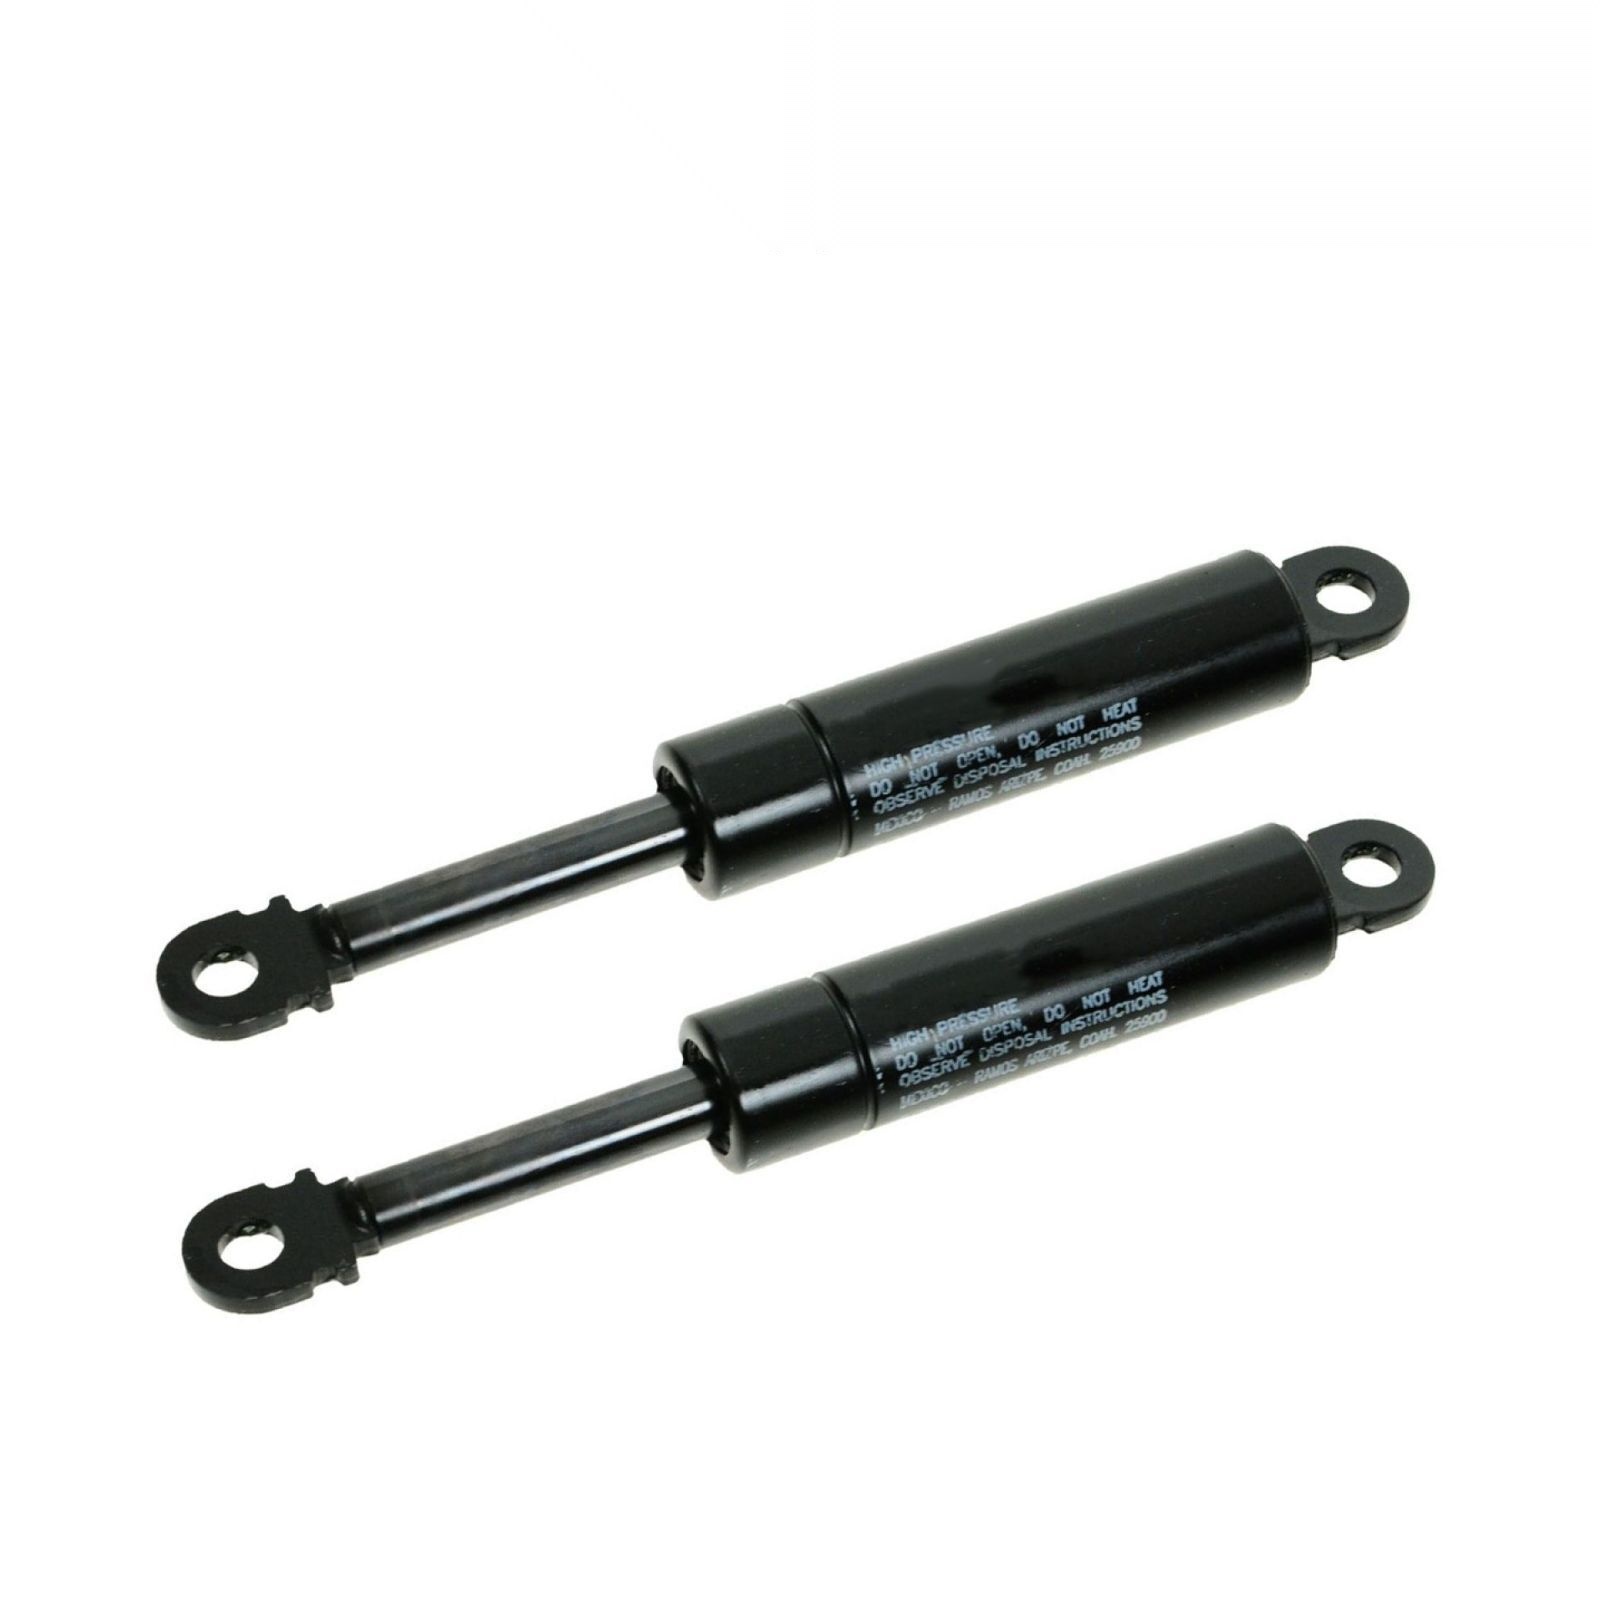 HIGH PRESSURE
DO NOT OPEN, DO NOT HEAT
OBSERVE DISPOSAL INSTRUCTIONS
MEXICO - RAMOS ARIZPE, COAH. 25900
HIGH PRESSURE
DO NOT OPEN, DO NOT HEAT
OBSERVE DISPOSAL INSTRUCTIONS
MEXICO - RAMOS ARIZPE, COAH. 25900